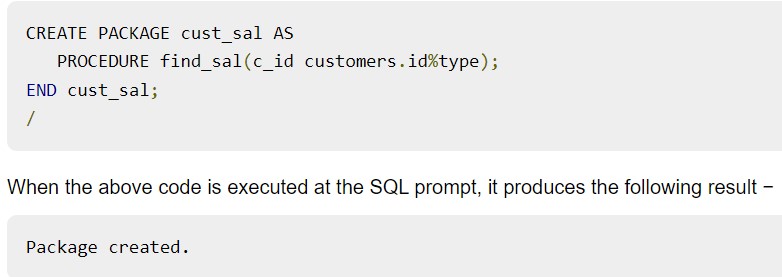 CREATE PACKAGE cust_sal AS
   PROCEDURE find_sal(c_id customers.id%type);
END cust_sal;
/
When the above code is executed at the SQL prompt, it produces the following result −
Package created.